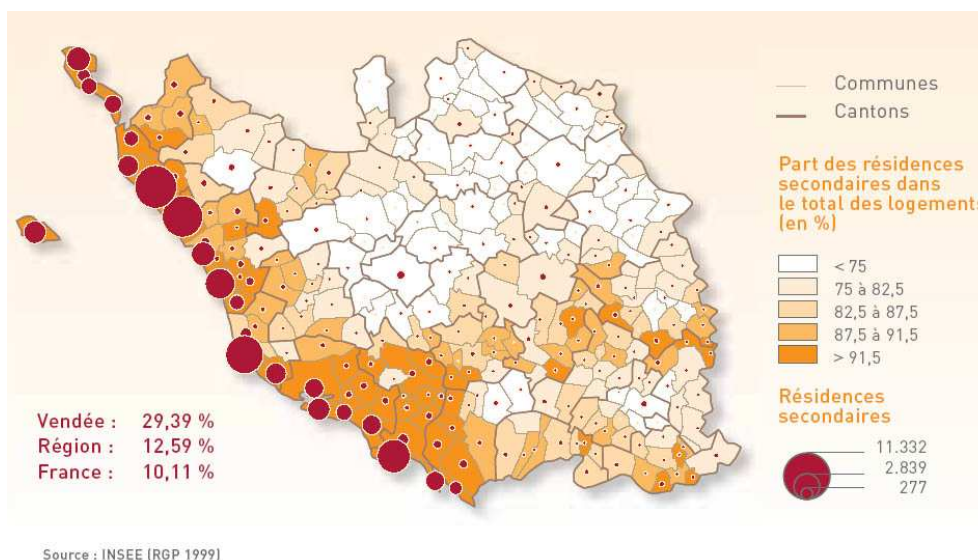 Communes
Cantons
Part des résidences
secondaires dans
le total des logements
(en %)
< 75
75 à 82,5
82,5 à 87,5
87,5 à 91,5
> 91,5
Résidences
secondaires
11.332
2.839
277
Vendée : 29,39 %
Région : 12,59 %
France : 10,11 %
Source : INSEE (RGP 1999)